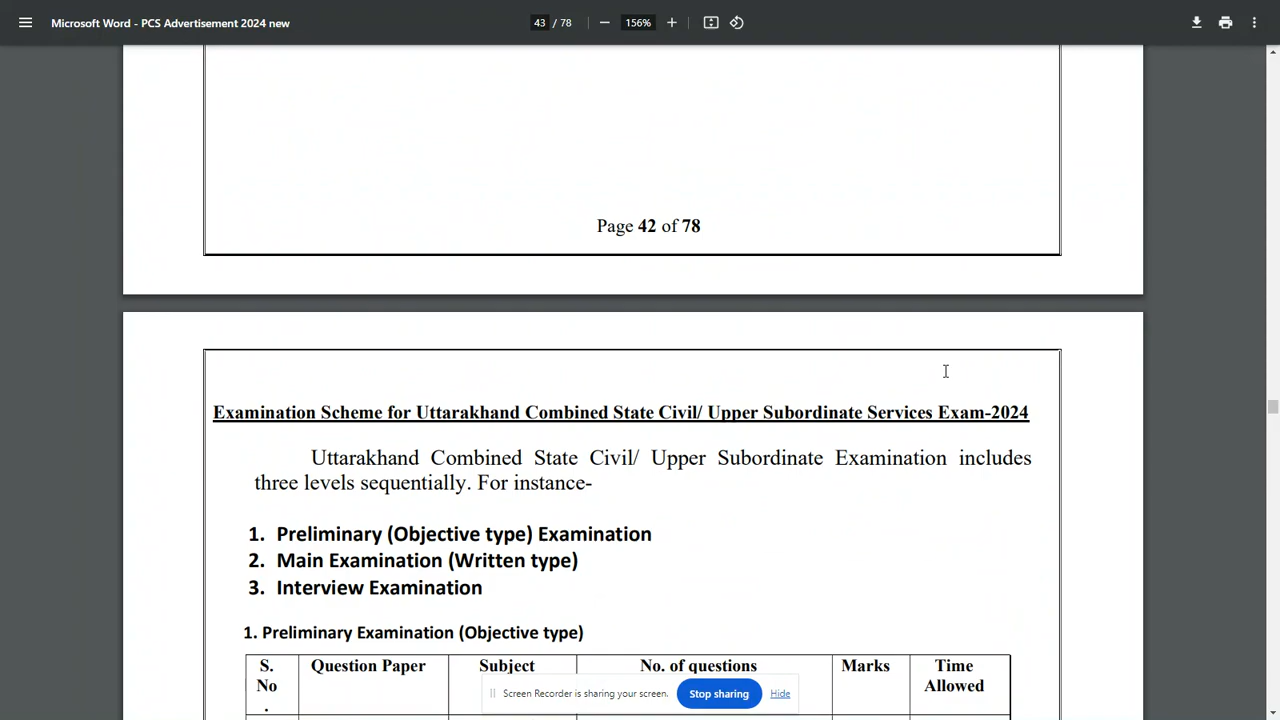 Microsoft Word - PCS Advertisement 2024 new
43 / 78
156%
Page 42 of 78
Examination Scheme for Uttarakhand Combined State Civil/ Upper Subordinate Services Exam-2024
Uttarakhand Combined State Civil/ Upper Subordinate Examination includes
three levels sequentially. For instance-
1. Preliminary (Objective type) Examination
2. Main Examination (Written type)
3. Interview Examination
1. Preliminary Examination (Objective type)
S. Question Paper Subject No. of questions Marks Time
No Allowed
.
Screen Recorder is sharing your screen. Stop sharing Hide